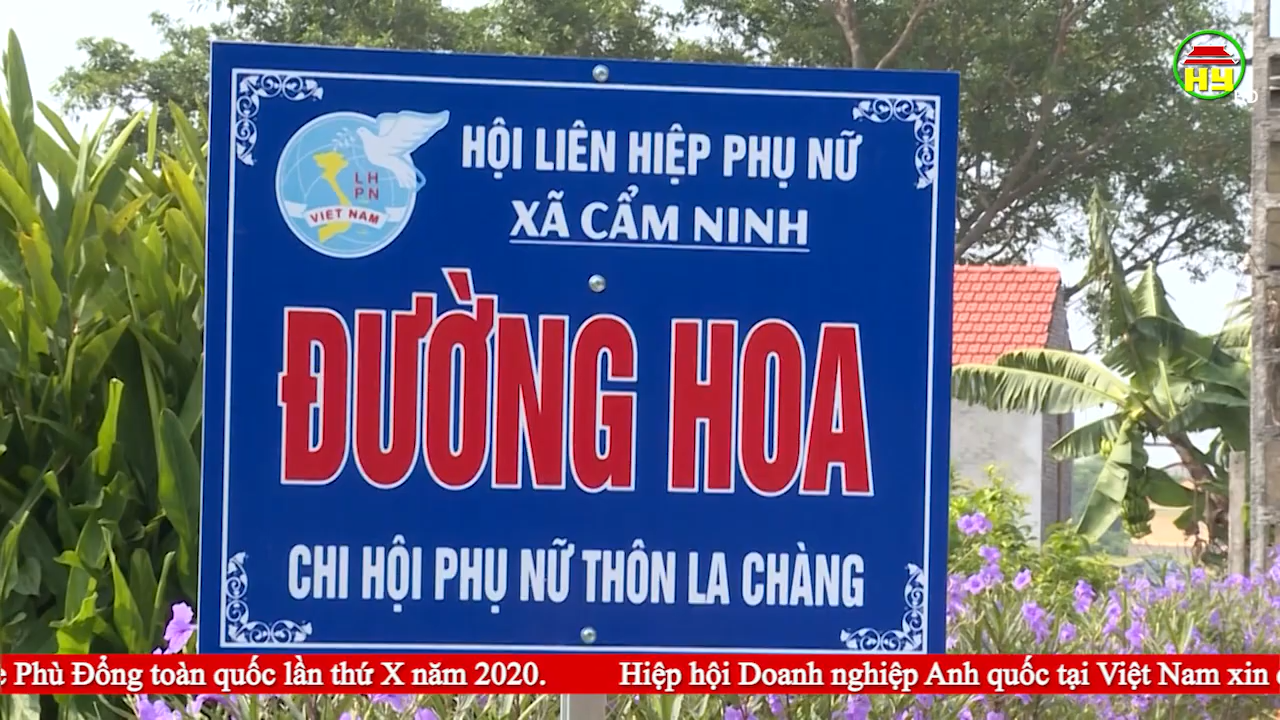 HY
HỘI LIÊN HIỆP PHỤ NỮ
XÃ CẨM NINH
LH
PN
VIỆT NAM
ĐƯỜNG HOA
CHI HỘI PHỤ NỮ THÔN LA CHÀNG
Phù Đổng toàn quốc lần thứ X năm 2020. Hiệp hội Doanh nghiệp Anh quốc tại Việt Nam xin